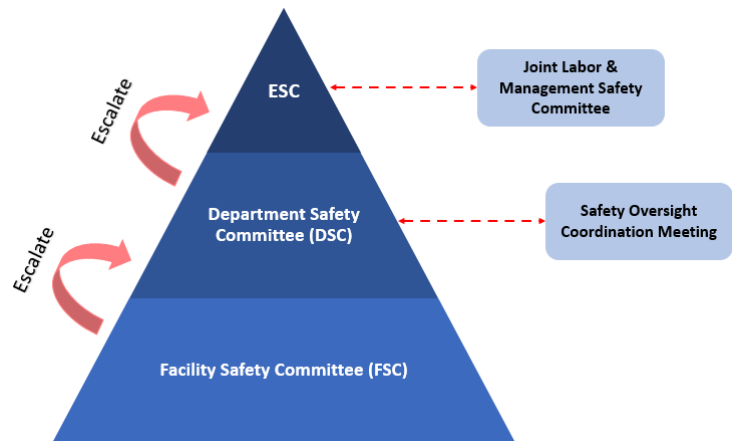 ESC
Joint Labor &
Management Safety
Committee
Escalate
Department Safety
Committee (DSC)
Safety Oversight
Coordination Meeting
Escalate
Facility Safety Committee (FSC)